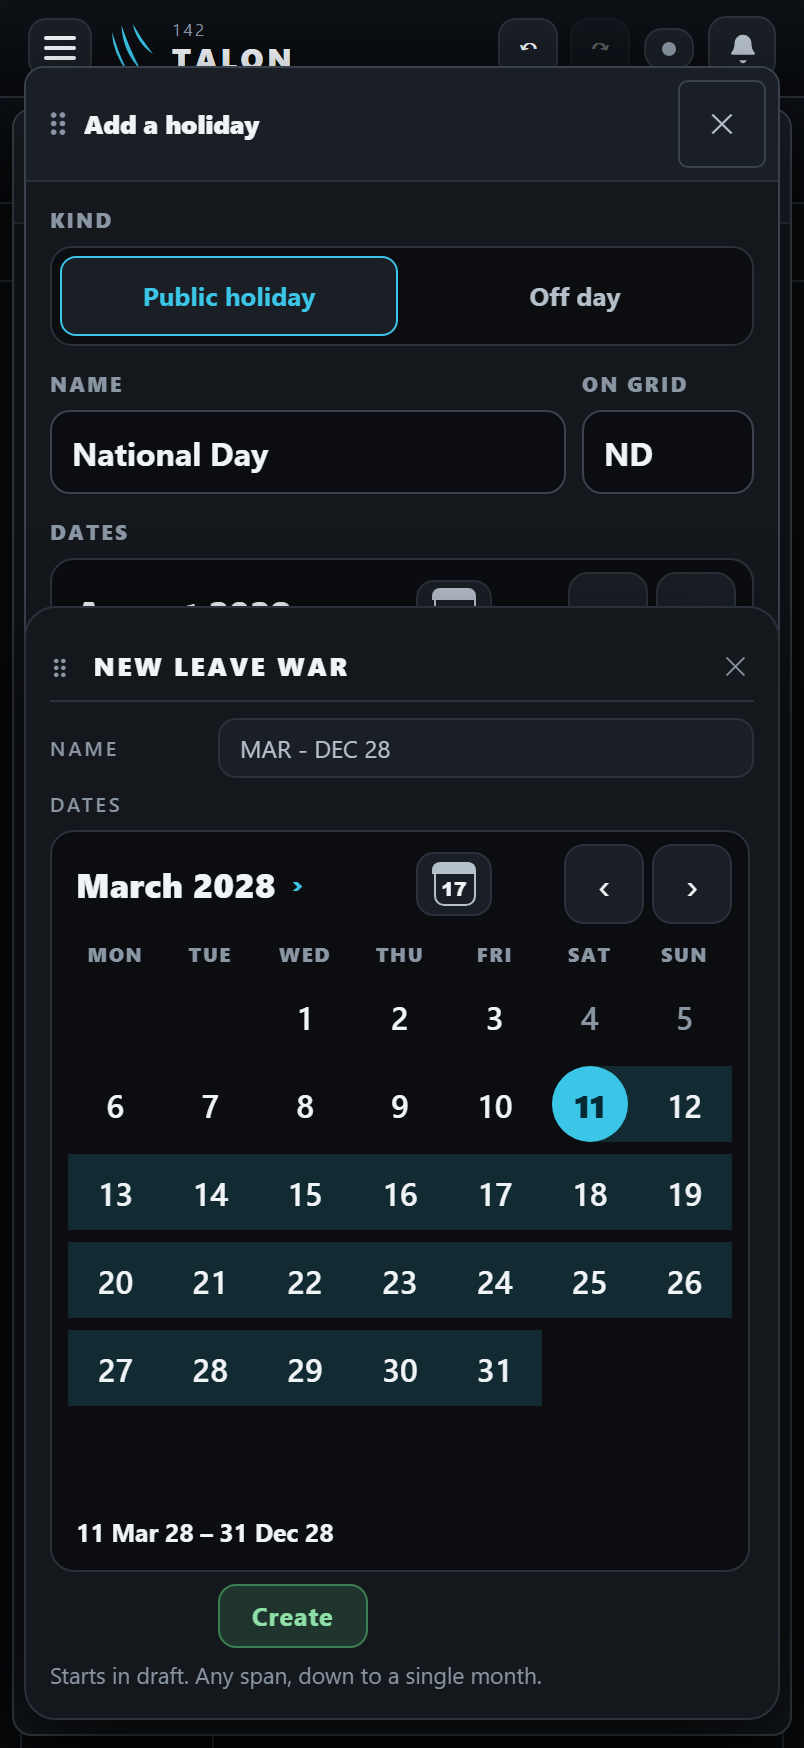 142
TALON
Add a holiday
KIND
Public holiday
Off day
NAME
ON GRID
National Day
ND
DATES
NEW LEAVE WAR
NAME
MAR - DEC 28
DATES
March 2028 ›
17
‹ ›
MON TUE WED THU FRI SAT SUN
1 2 3 4 5
6 7 8 9 10 11 12
13 14 15 16 17 18 19
20 21 22 23 24 25 26
27 28 29 30 31
11 Mar 28 – 31 Dec 28
Create
Starts in draft. Any span, down to a single month.